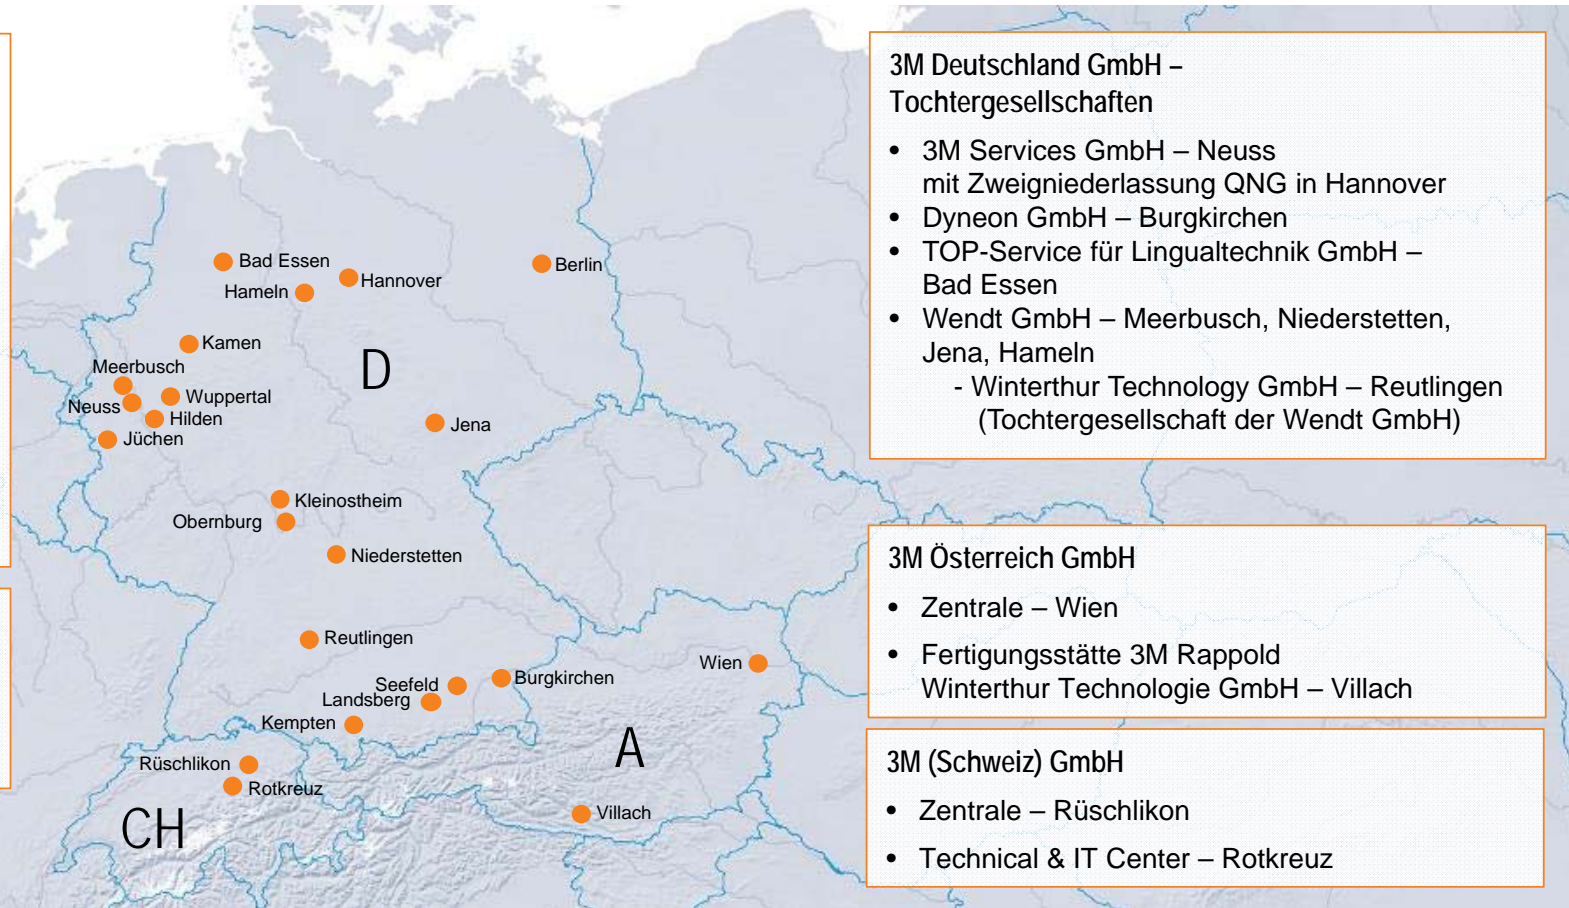 Bad Essen
Hameln
Hannover
Berlin
Kamen
Meerbusch
Neuss
Wuppertal
Hilden
Jüchen
D
Jena
Kleinostheim
Obernburg
Niederstetten
Reutlingen
Seefeld
Landsberg
Kempten
Burgkirchen
Wien
Rüschlikon
Rotkreuz
CH
A
Villach
3M Deutschland GmbH –
Tochtergesellschaften
• 3M Services GmbH – Neuss
mit Zweigniederlassung QNG in Hannover
• Dyneon GmbH – Burgkirchen
• TOP-Service für Lingualtechnik GmbH –
Bad Essen
• Wendt GmbH – Meerbusch, Niederstetten,
Jena, Hameln
- Winterthur Technology GmbH – Reutlingen
(Tochtergesellschaft der Wendt GmbH)
3M Österreich GmbH
• Zentrale – Wien
• Fertigungsstätte 3M Rappold
Winterthur Technologie GmbH – Villach
3M (Schweiz) GmbH
• Zentrale – Rüschlikon
• Technical & IT Center – Rotkreuz